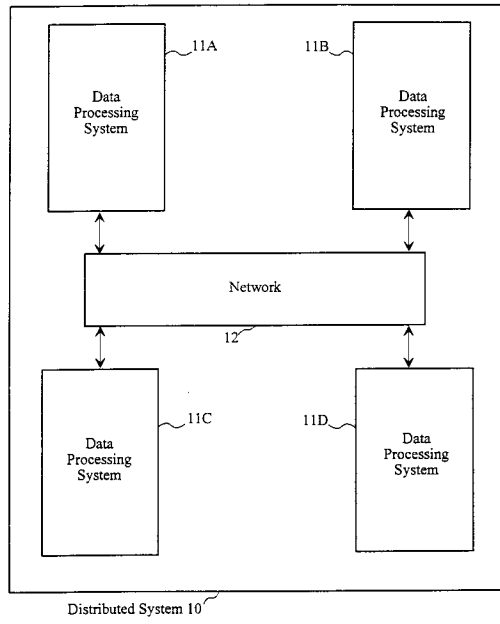 11A
11B
Data
Processing
System
Data
Processing
System
Network
12
11C
11D
Data
Processing
System
Data
Processing
System
Distributed System 10